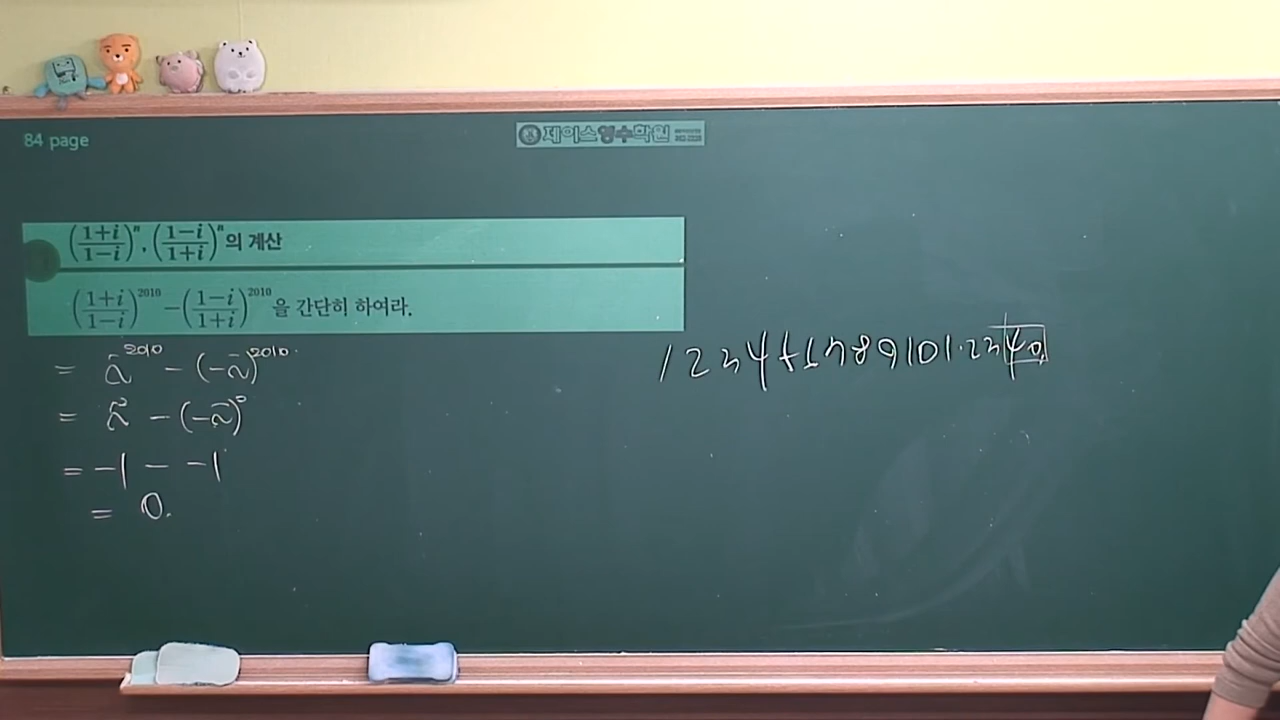 84 page
제이스영수학원
((1+i)/(1−i))ⁿ, ((1−i)/(1+i))ⁿ의 계산
((1+i)/(1−i))²⁰¹⁰ − ((1−i)/(1+i))²⁰¹⁰을 간단히 하여라.
= i²⁰¹⁰ − (−i)²⁰¹⁰
= i² − (−i)²
= −1 − −1
= 0.